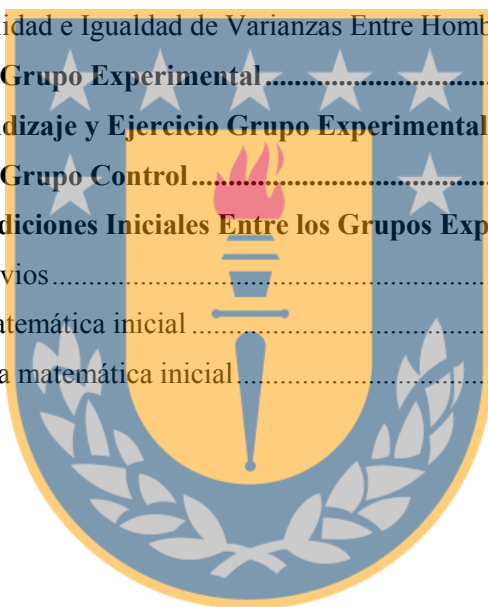 idad e Igualdad de Varianzas Entre Homb
Grupo Experimental ................................
dizaje y Ejercicio Grupo Experimental
Grupo Control ................................
diciones Iniciales Entre los Grupos Exp
vios ................................
atemática inicial ................................
a matemática inicial ................................